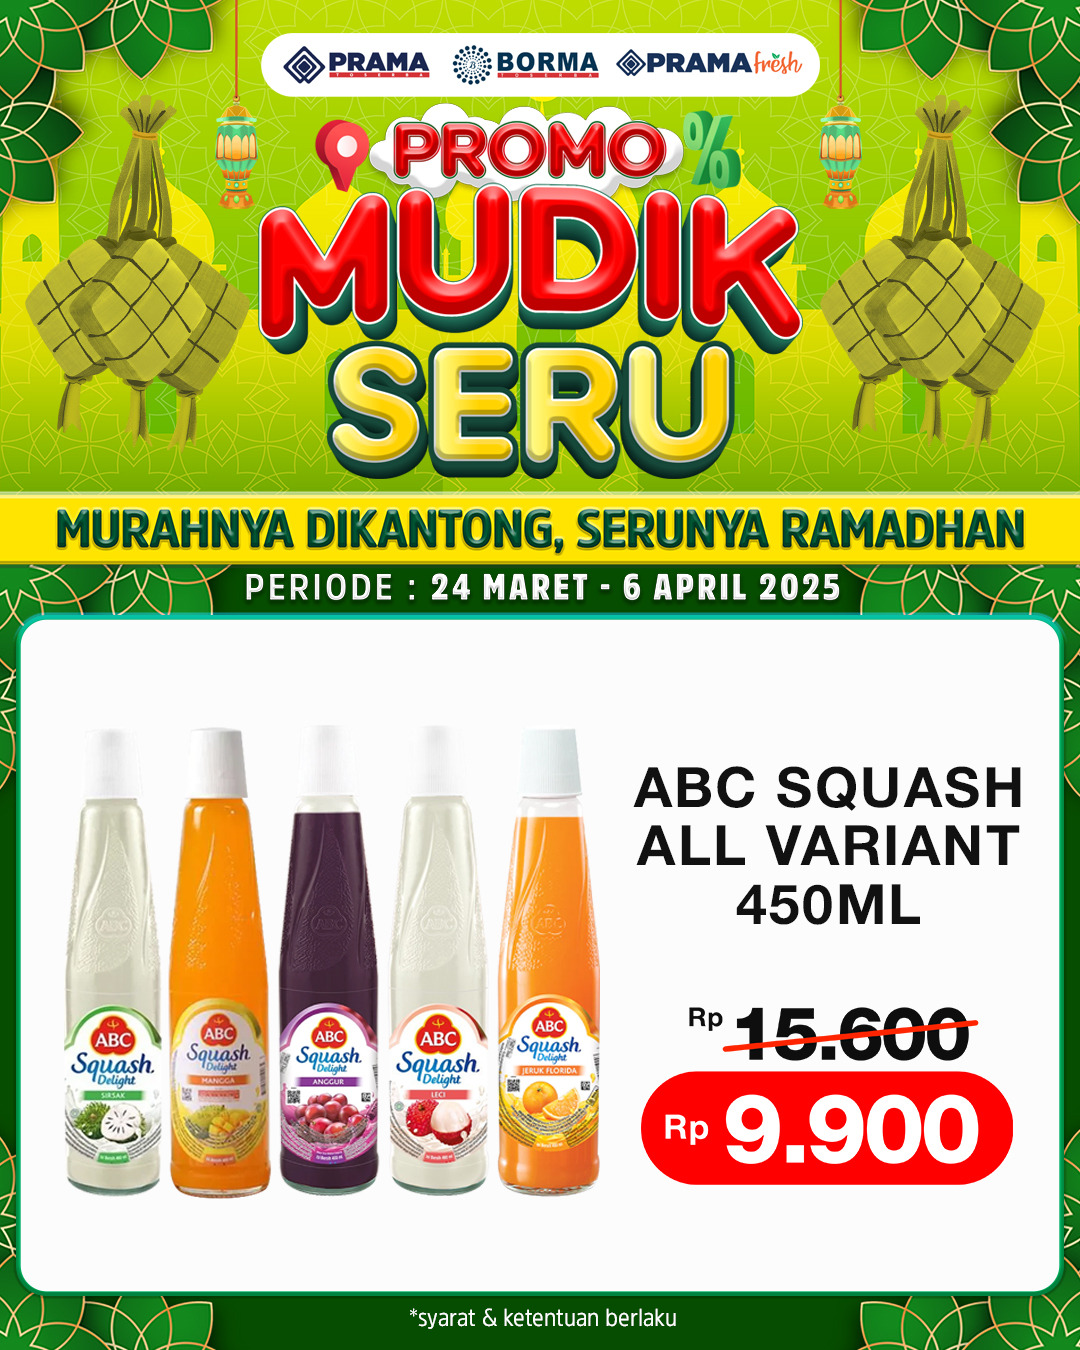 PRAMA
TOSERBA
BORMA
TOSERBA
PRAMA fresh
PROMO %
MUDIK
SERU
MURAHNYA DIKANTONG, SERUNYA RAMADHAN
PERIODE : 24 MARET - 6 APRIL 2025
ABC SQUASH
ALL VARIANT
450ML
Rp 15.600
Rp 9.900
ABC
Squash
Delight
SIRSAK
ABC
Squash
Delight
MANGGA
ABC
Squash
Delight
ANGGUR
ABC
Squash
Delight
LECI
ABC
Squash
Delight
JERUK FLORIDA
*syarat & ketentuan berlaku